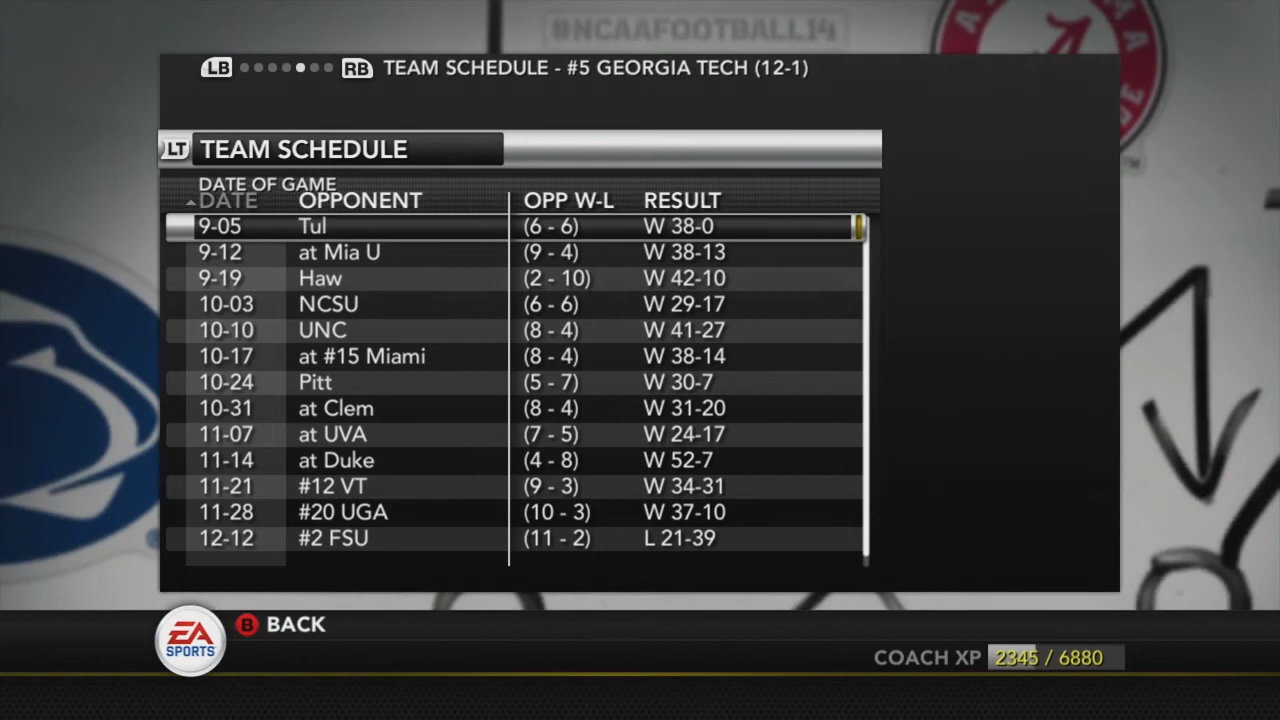 #NCAAFOOTBALL14
LB RB TEAM SCHEDULE - #5 GEORGIA TECH (12-1)
LT TEAM SCHEDULE
DATE OF GAME
DATE OPPONENT OPP W-L RESULT
9-05 Tul (6 - 6) W 38-0
9-12 at Mia U (9 - 4) W 38-13
9-19 Haw (2 - 10) W 42-10
10-03 NCSU (6 - 6) W 29-17
10-10 UNC (8 - 4) W 41-27
10-17 at #15 Miami (8 - 4) W 38-14
10-24 Pitt (5 - 7) W 30-7
10-31 at Clem (8 - 4) W 31-20
11-07 at UVA (7 - 5) W 24-17
11-14 at Duke (4 - 8) W 52-7
11-21 #12 VT (9 - 3) W 34-31
11-28 #20 UGA (10 - 3) W 37-10
12-12 #2 FSU (11 - 2) L 21-39
EA SPORTS
B BACK
COACH XP 2345 / 6880